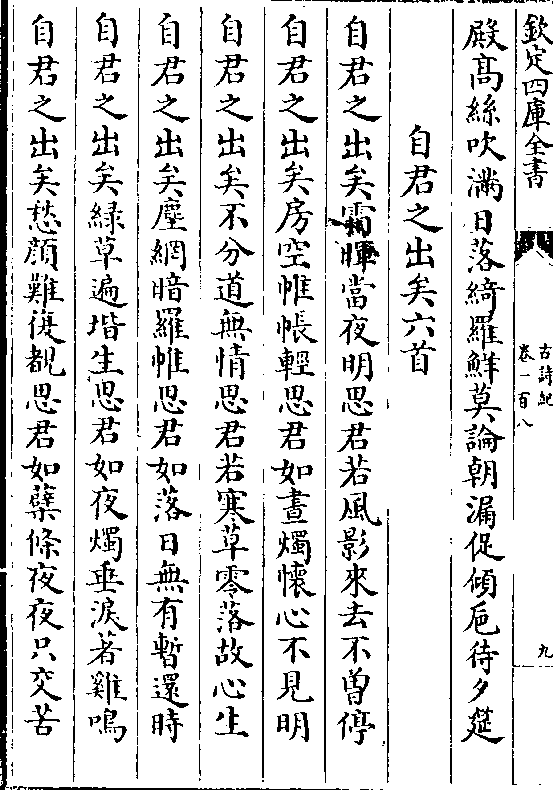 欽定四庫全書
古詩紀
卷一百八
九
殿髙絲吹滿日落綺羅鮮莫論朝漏促傾巵待夕筵
自君之出矣六首
自君之出矣霜暉當夜明思君若風影來去不曽停
自君之出矣房空帷帳輕思君如晝燭懷心不見明
自君之出矣不分道無情思君若寒草零落故心生
自君之出矣塵網暗羅帷思君如落日無有暫還時
自君之出矣緑草遍堦生思君如夜燭垂淚著雞鳴
自君之出矣愁顔難復覩思君如蘗條夜夜只交苦